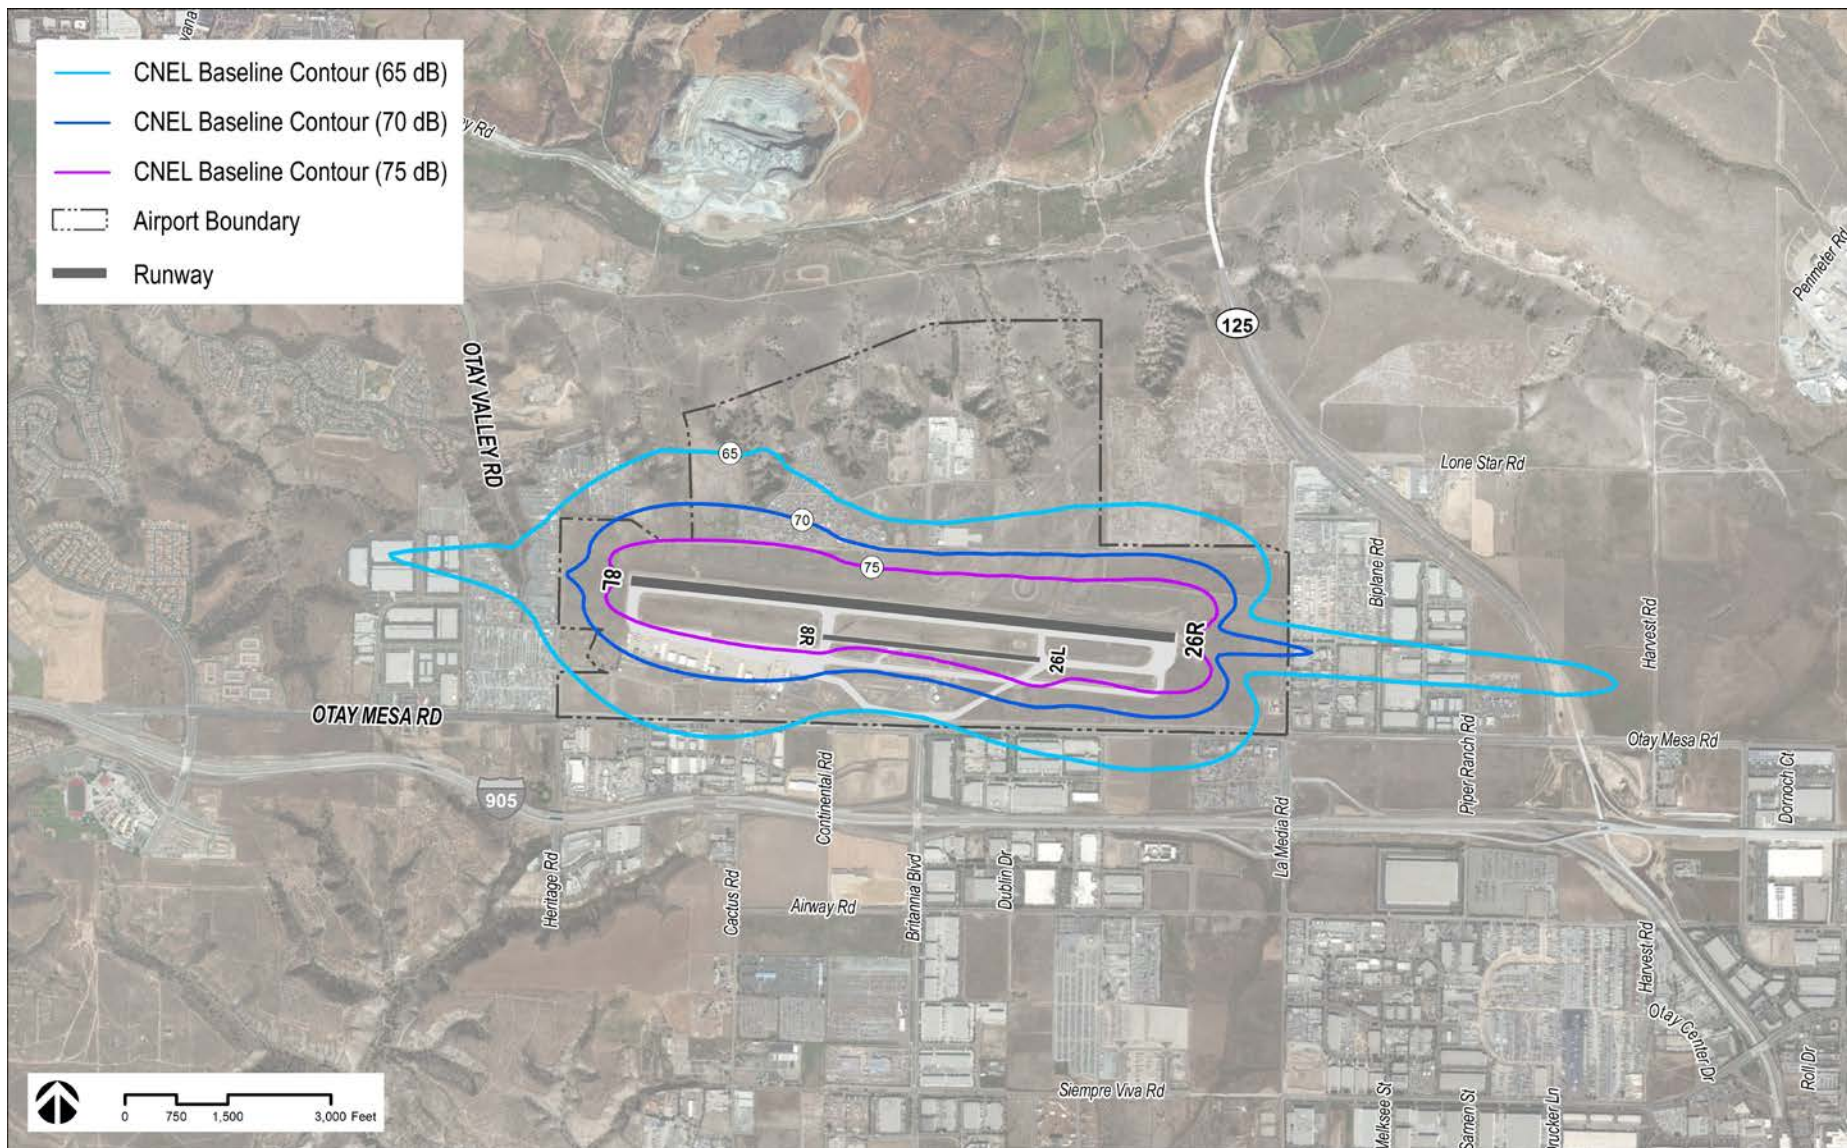 CNEL Baseline Contour (65 dB)
CNEL Baseline Contour (70 dB)
CNEL Baseline Contour (75 dB)
Airport Boundary
Runway
Perimeter Rd
125
OTAY VALLEY RD
65
Lone Star Rd
70
75
8L
8R
26L
26R
Biplane Rd
Harvest Rd
OTAY MESA RD
Otay Mesa Rd
Piper Ranch Rd
Continental Rd
Dornoch Ct
905
La Media Rd
Heritage Rd
Cactus Rd
Airway Rd
Britannia Blvd
Dublin Dr
Harvest Rd
Otay Center Dr
Roll Dr
Siempre Viva Rd
Melksee St
Samen St
Drucker Ln
0 750 1,500 3,000 Feet